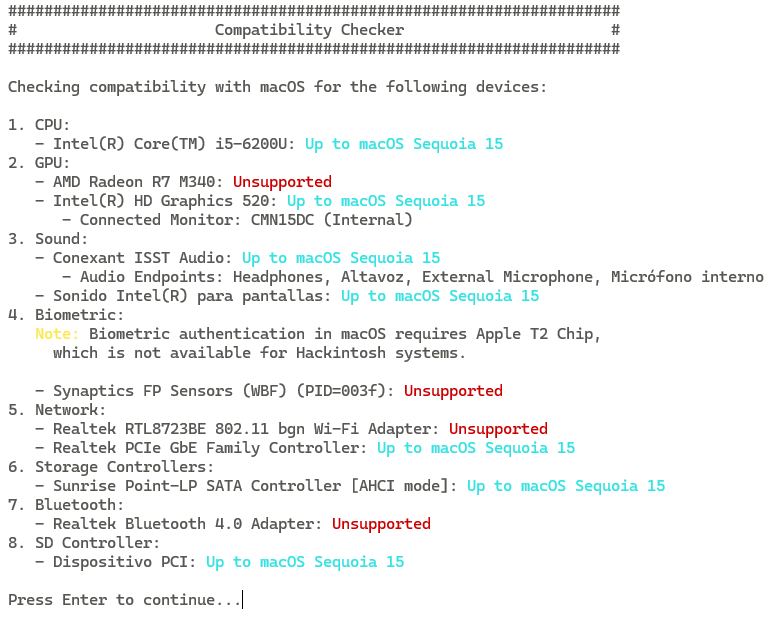 ####################################################################
#                      Compatibility Checker                       #
####################################################################
Checking compatibility with macOS for the following devices:
1. CPU:
   - Intel(R) Core(TM) i5-6200U: Up to macOS Sequoia 15
2. GPU:
   - AMD Radeon R7 M340: Unsupported
   - Intel(R) HD Graphics 520: Up to macOS Sequoia 15
      - Connected Monitor: CMN15DC (Internal)
3. Sound:
   - Conexant ISST Audio: Up to macOS Sequoia 15
      - Audio Endpoints: Headphones, Altavoz, External Microphone, Micrófono interno
   - Sonido Intel(R) para pantallas: Up to macOS Sequoia 15
4. Biometric:
   Note: Biometric authentication in macOS requires Apple T2 Chip,
     which is not available for Hackintosh systems.
   - Synaptics FP Sensors (WBF) (PID=003f): Unsupported
5. Network:
   - Realtek RTL8723BE 802.11 bgn Wi-Fi Adapter: Unsupported
   - Realtek PCIe GbE Family Controller: Up to macOS Sequoia 15
6. Storage Controllers:
   - Sunrise Point-LP SATA Controller [AHCI mode]: Up to macOS Sequoia 15
7. Bluetooth:
   - Realtek Bluetooth 4.0 Adapter: Unsupported
8. SD Controller:
   - Dispositivo PCI: Up to macOS Sequoia 15
Press Enter to continue...